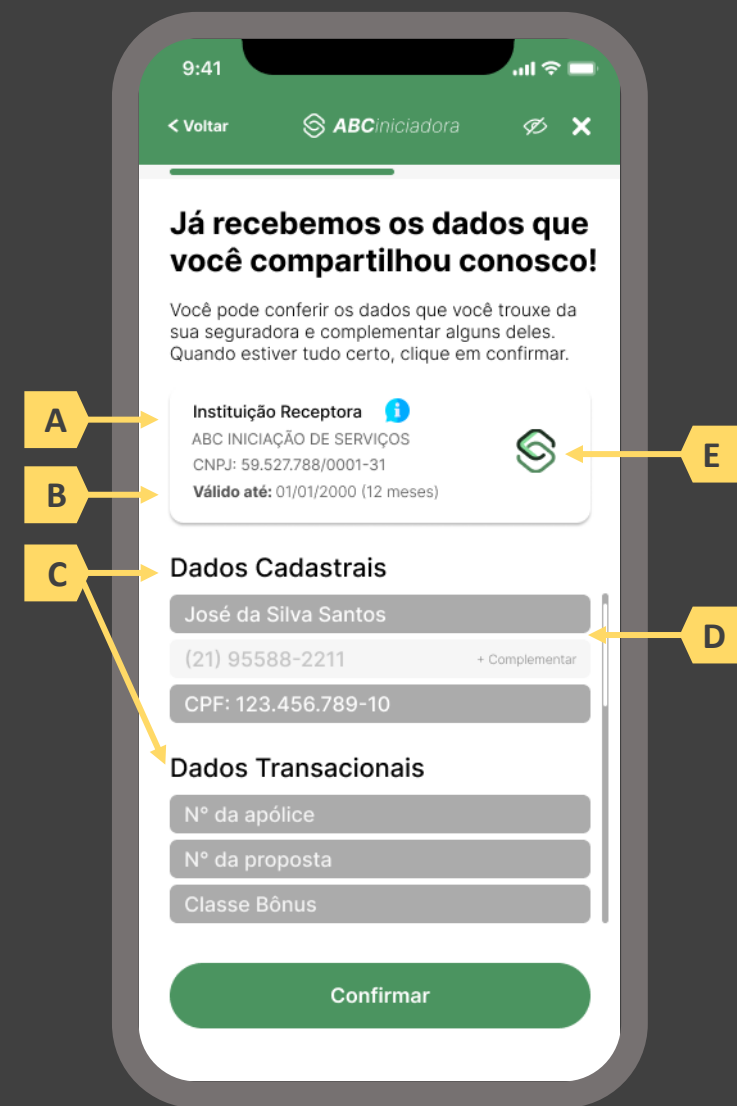 9:41
< Voltar
ABCiniciadora
Já recebemos os dados que
você compartilhou conosco!
Você pode conferir os dados que você trouxe da
sua seguradora e complementar alguns deles.
Quando estiver tudo certo, clique em confirmar.
A
Instituição Receptora i
ABC INICIAÇÃO DE SERVIÇOS
E
CNPJ: 59.527.788/0001-31
B
Válido até: 01/01/2000 (12 meses)
C
Dados Cadastrais
José da Silva Santos
D
(21) 95588-2211 + Complementar
CPF: 123.456.789-10
Dados Transacionais
N° da apólice
N° da proposta
Classe Bônus
Confirmar